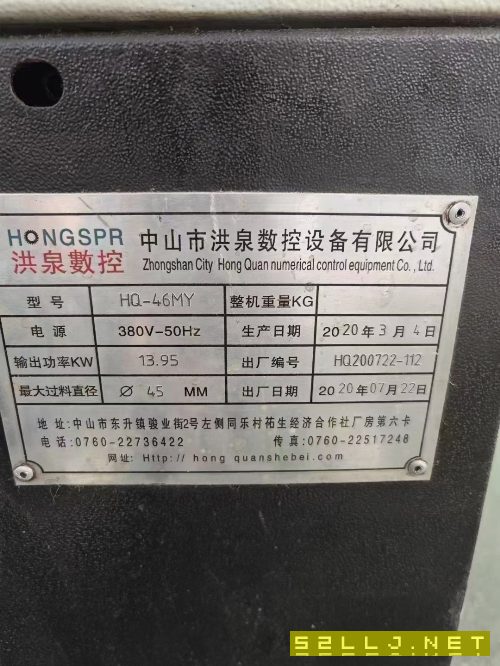 HONGSPR 中山市洪泉数控设备有限公司
洪泉數控 Zhongshan City Hong Quan numerical control equipment Co., Ltd.
型号 HQ-46MY 整机重量KG
电源 380V-50Hz 生产日期 2020年3月4日
输出功率KW 13.95 出厂编号 HQ200722-112
最大过料直径 Ø 45 MM 出厂日期 2020年07月22日
地址:中山市东升镇骏业街2号左侧同乐村祐生经济合作社厂房第六卡
电话:0760-22736422 传真:0760-22517248
网址: Http:// hong quanshebei.com
52LLJ.NET